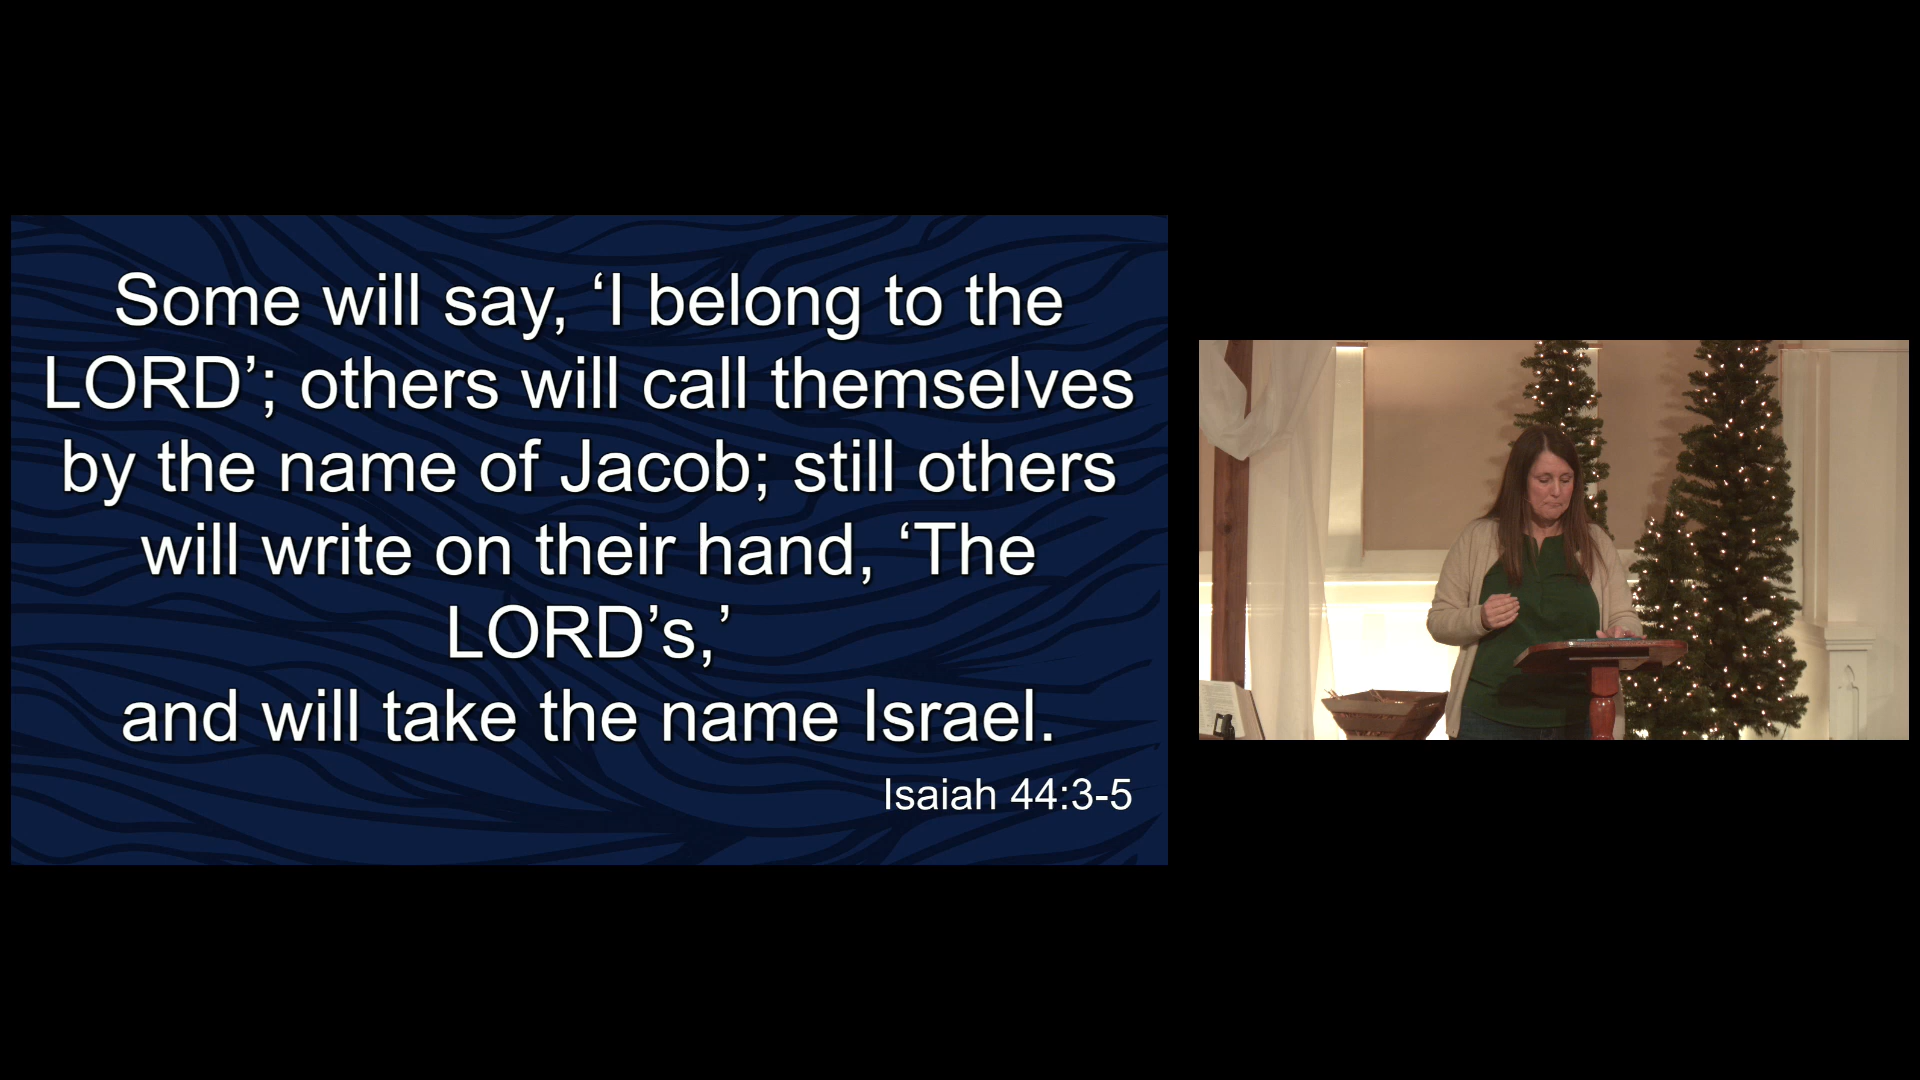 Some will say, ‘I belong to the
LORD’; others will call themselves
by the name of Jacob; still others
will write on their hand, ‘The
LORD’s,’
and will take the name Israel.
Isaiah 44:3-5